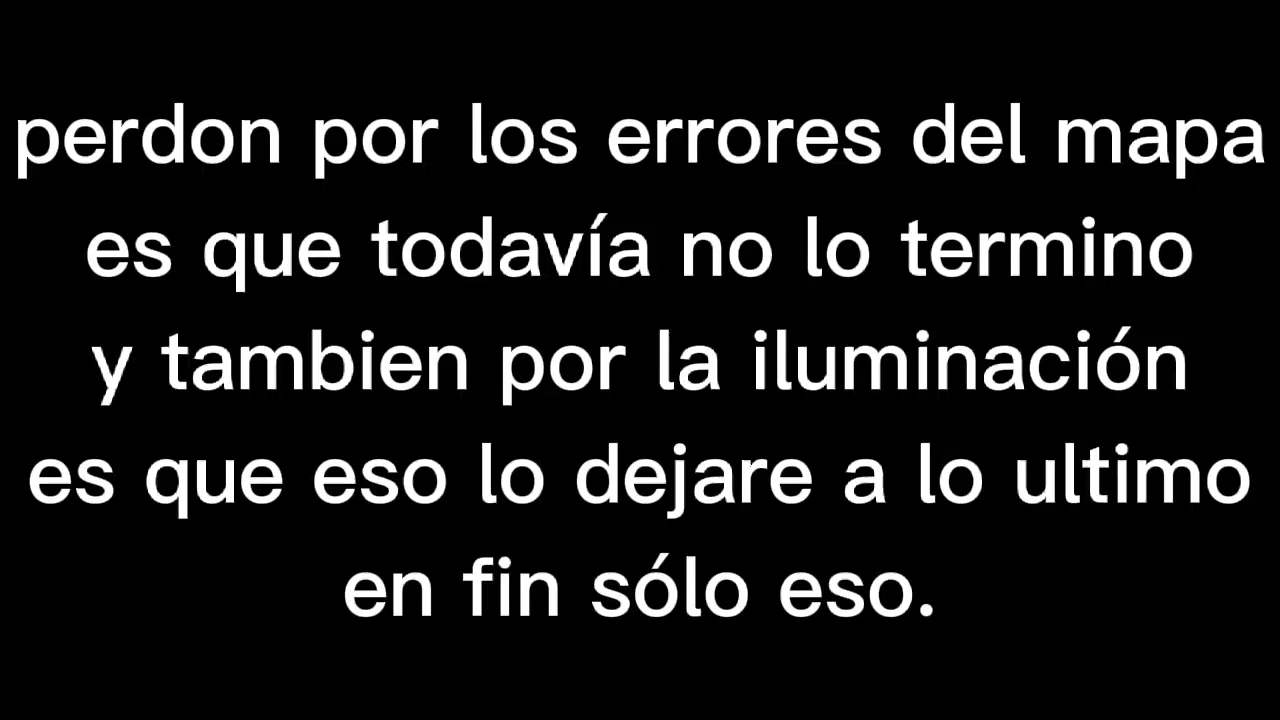 perdon por los errores del mapa
es que todavía no lo termino
y tambien por la iluminación
es que eso lo dejare a lo ultimo
en fin sólo eso.